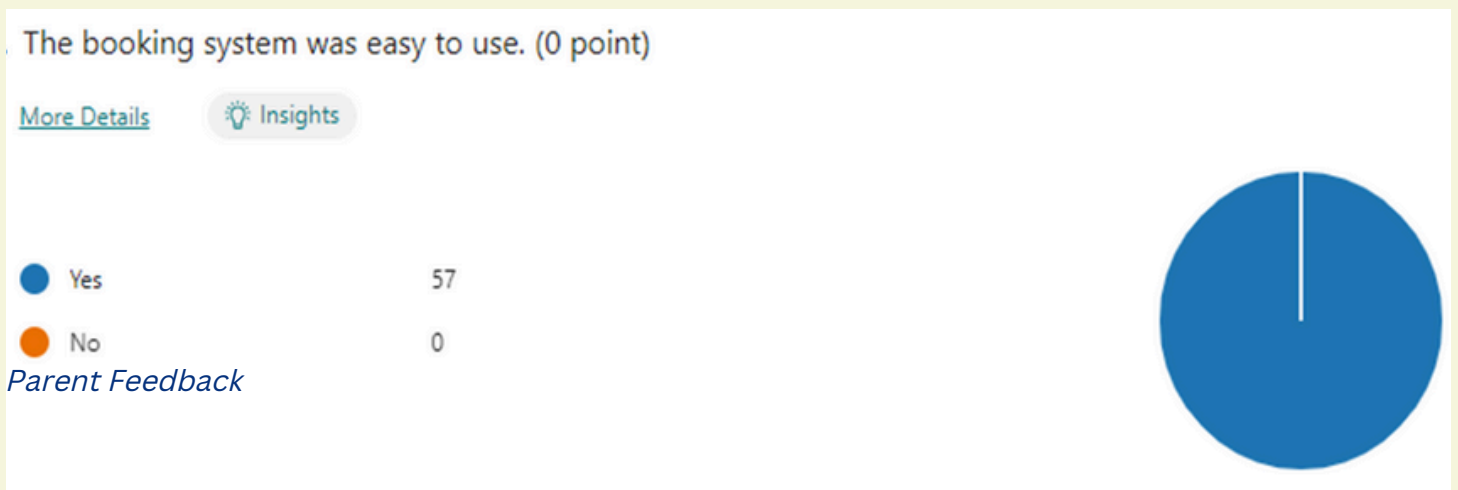 The booking system was easy to use. (0 point)
More Details Insights
Yes 57
No 0
Parent Feedback